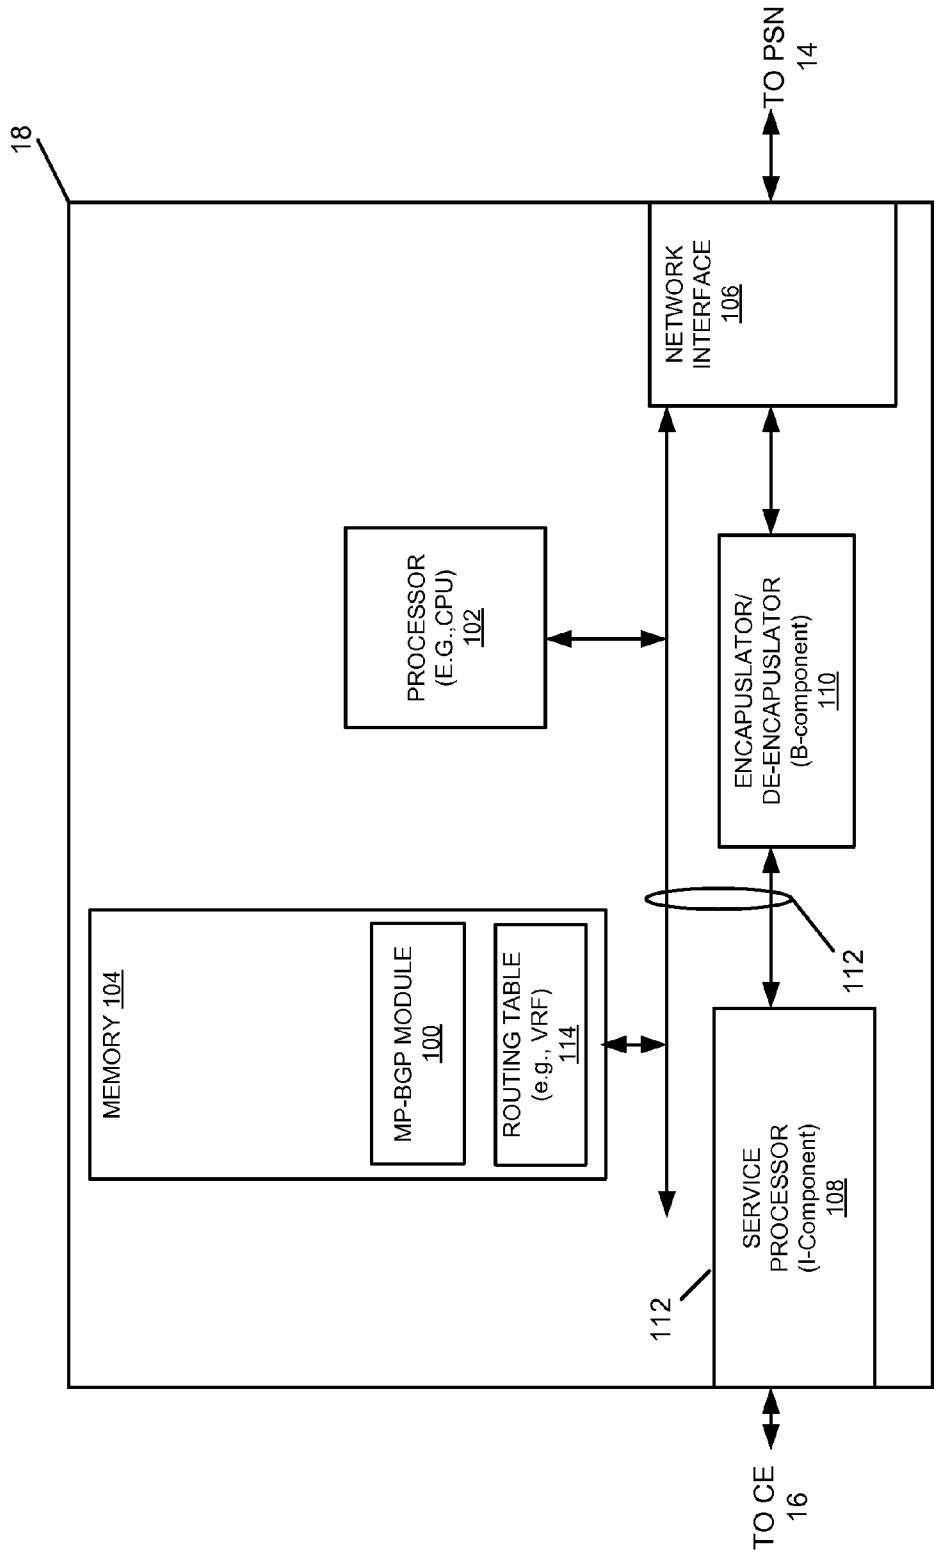 18
MEMORY 104
MP-BGP MODULE
100
ROUTING TABLE
(e.g., VRF)
114
PROCESSOR
(E.G.,CPU)
102
NETWORK
INTERFACE
106
TO PSN
14
112
SERVICE
PROCESSOR
(I-Component)
108
112
ENCAPUSLATOR/
DE-ENCAPUSLATOR
(B-component)
110
TO CE
16